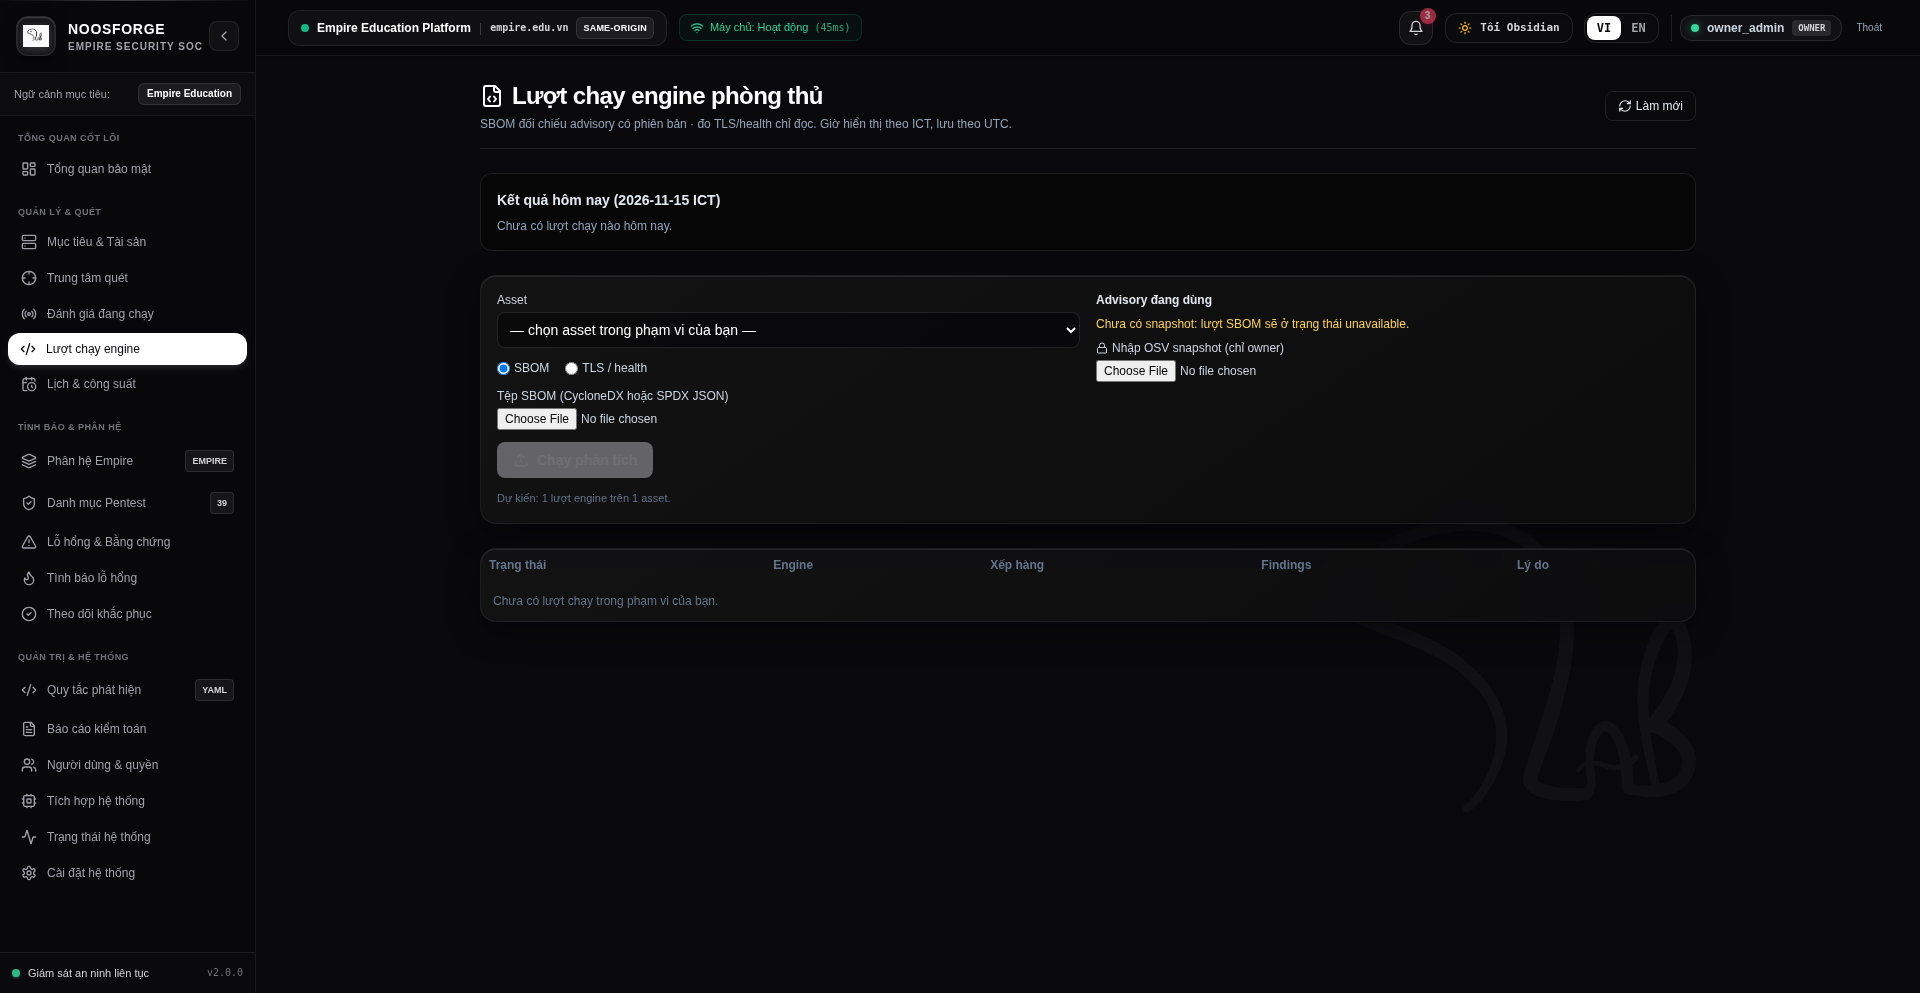 NOOSFORGE
EMPIRE SECURITY SOC
Ngữ cảnh mục tiêu:
Empire Education
TỔNG QUAN CỐT LÕI
Tổng quan bảo mật
QUẢN LÝ & QUÉT
Mục tiêu & Tài sản
Trung tâm quét
Đánh giá đang chạy
Lượt chạy engine
Lịch & công suất
TÌNH BÁO & PHÂN HỆ
Phân hệ Empire
EMPIRE
Danh mục Pentest
39
Lỗ hổng & Bằng chứng
Tình báo lỗ hổng
Theo dõi khắc phục
QUẢN TRỊ & HỆ THỐNG
Quy tắc phát hiện
YAML
Báo cáo kiểm toán
Người dùng & quyền
Tích hợp hệ thống
Trạng thái hệ thống
Cài đặt hệ thống
Giám sát an ninh liên tục
v2.0.0
Empire Education Platform | empire.edu.vn SAME-ORIGIN
Máy chủ: Hoạt động (45ms)
3
Tối Obsidian
VI EN
owner_admin OWNER
Thoát
Lượt chạy engine phòng thủ
SBOM đối chiếu advisory có phiên bản · đo TLS/health chỉ đọc. Giờ hiển thị theo ICT, lưu theo UTC.
Làm mới
Kết quả hôm nay (2026-11-15 ICT)
Chưa có lượt chạy nào hôm nay.
Asset
— chọn asset trong phạm vi của bạn —
SBOM TLS / health
Tệp SBOM (CycloneDX hoặc SPDX JSON)
Choose File No file chosen
Chạy phân tích
Dự kiến: 1 lượt engine trên 1 asset.
Advisory đang dùng
Chưa có snapshot: lượt SBOM sẽ ở trạng thái unavailable.
Nhập OSV snapshot (chỉ owner)
Choose File No file chosen
Trạng thái Engine Xếp hàng Findings Lý do
Chưa có lượt chạy trong phạm vi của bạn.